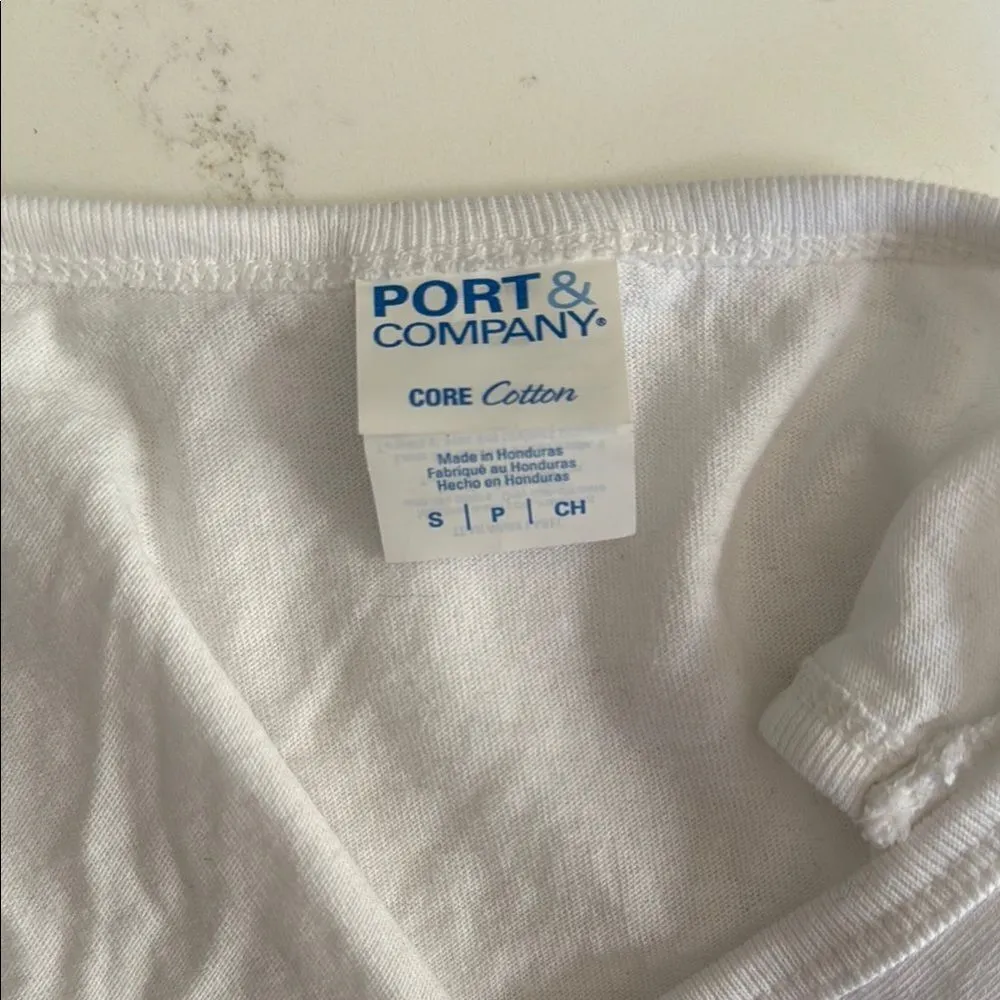 PORT &
COMPANY®
CORE Cotton
Made in Honduras
Fabriqué au Honduras
Hecho en Honduras
S | P | CH